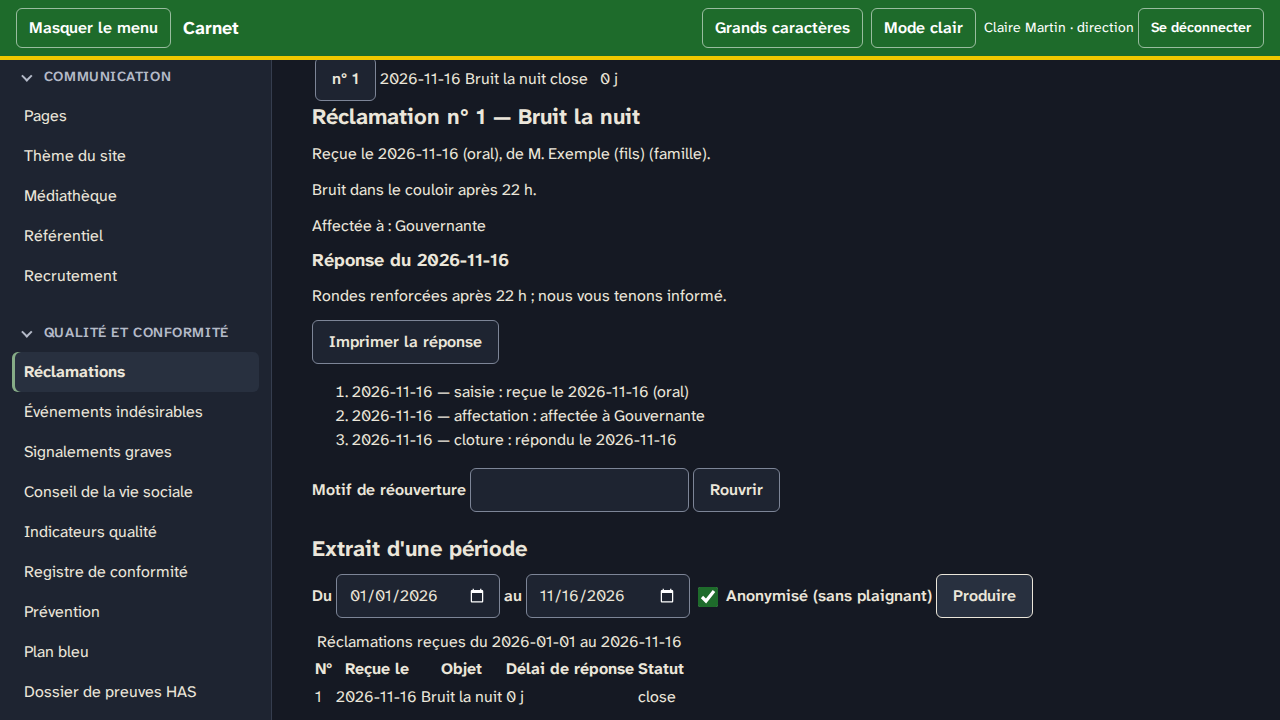 Masquer le menu
Carnet
Grands caractères
Mode clair
Claire Martin · direction
Se déconnecter
COMMUNICATION
Pages
Thème du site
Médiathèque
Référentiel
Recrutement
QUALITÉ ET CONFORMITÉ
Réclamations
Événements indésirables
Signalements graves
Conseil de la vie sociale
Indicateurs qualité
Registre de conformité
Prévention
Plan bleu
Dossier de preuves HAS
n° 1 2026-11-16 Bruit la nuit close 0 j
Réclamation n° 1 — Bruit la nuit
Reçue le 2026-11-16 (oral), de M. Exemple (fils) (famille).
Bruit dans le couloir après 22 h.
Affectée à : Gouvernante
Réponse du 2026-11-16
Rondes renforcées après 22 h ; nous vous tenons informé.
Imprimer la réponse
1. 2026-11-16 — saisie : reçue le 2026-11-16 (oral)
2. 2026-11-16 — affectation : affectée à Gouvernante
3. 2026-11-16 — cloture : répondu le 2026-11-16
Motif de réouverture Rouvrir
Extrait d'une période
Du 01/01/2026 au 11/16/2026 Anonymisé (sans plaignant) Produire
Réclamations reçues du 2026-01-01 au 2026-11-16
N° Reçue le Objet Délai de réponse Statut
1 2026-11-16 Bruit la nuit 0 j close